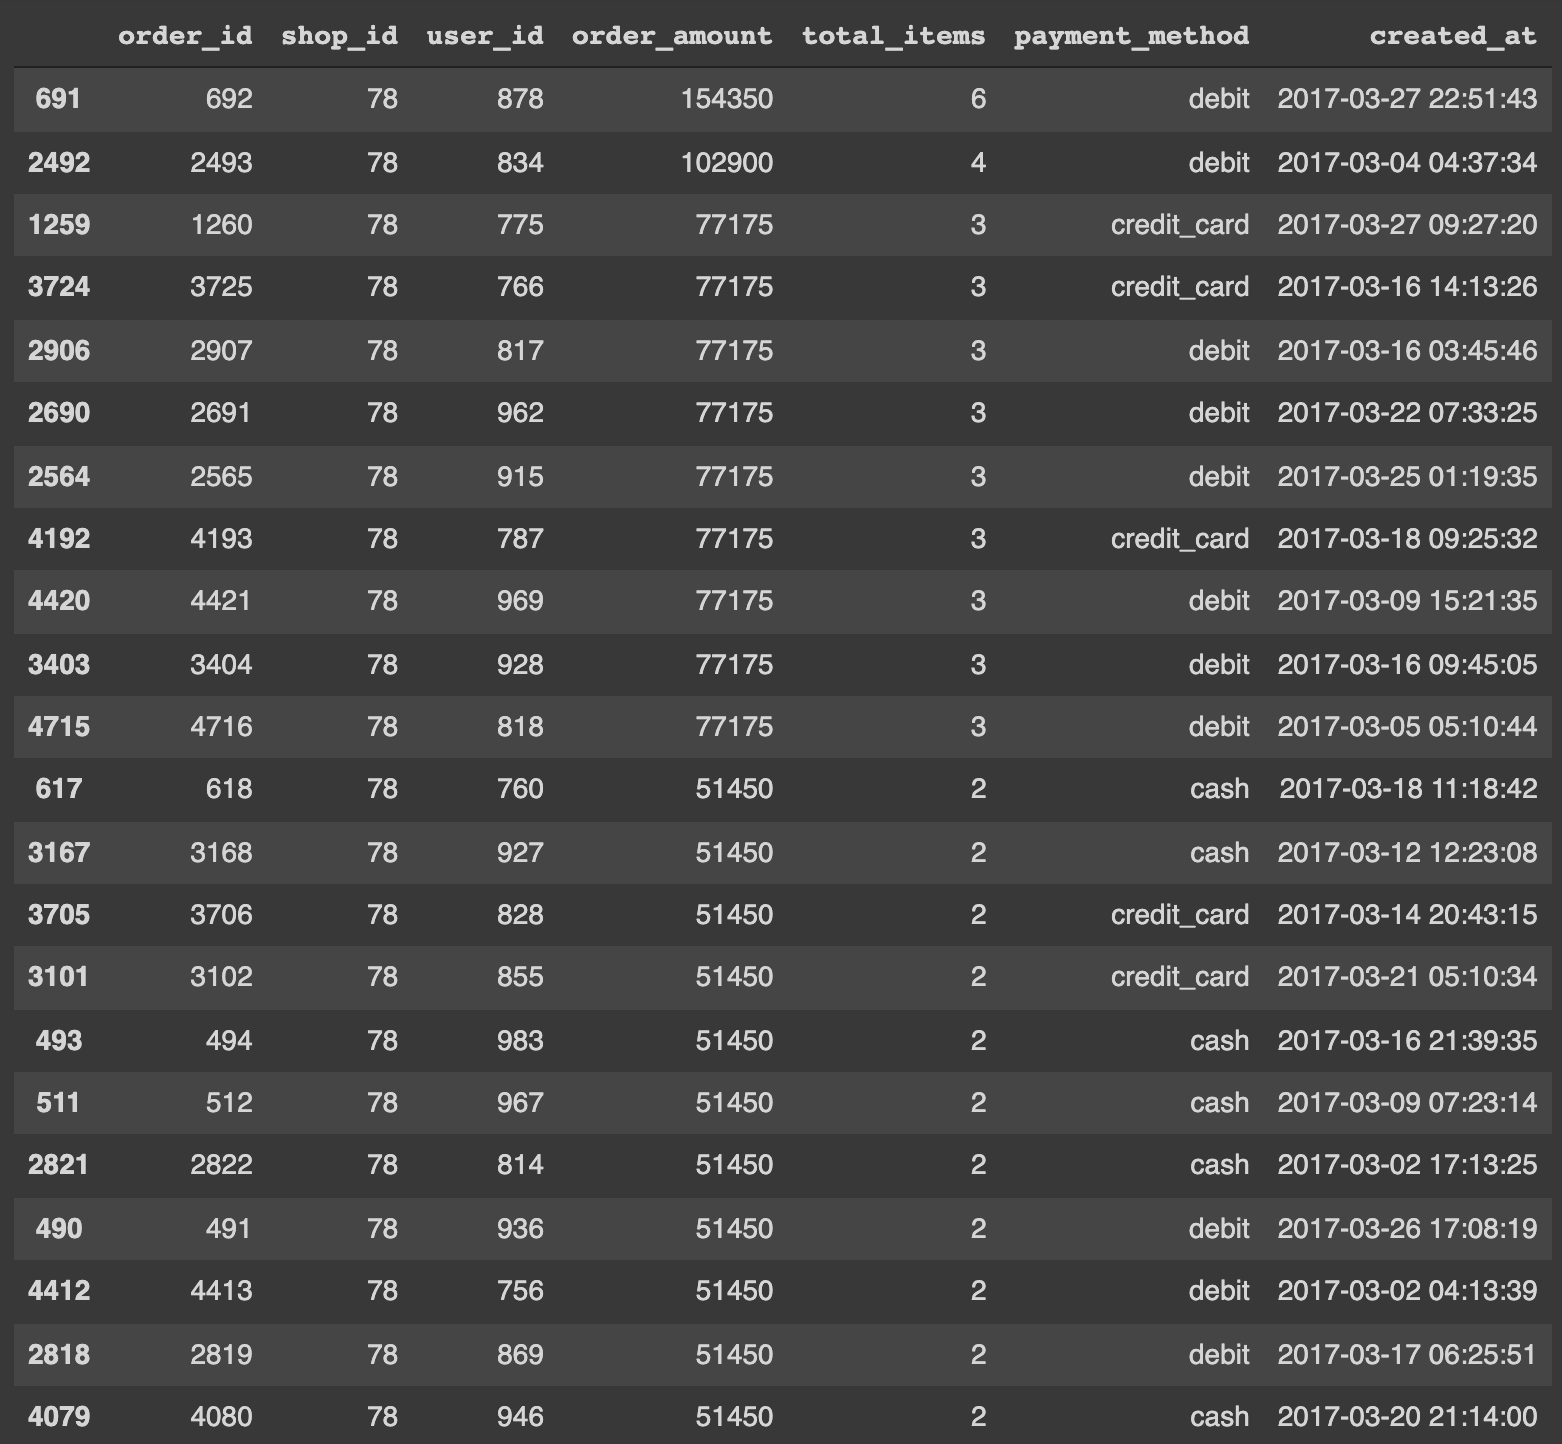 order_id shop_id user_id order_amount total_items payment_method created_at
691 692 78 878 154350 6 debit 2017-03-27 22:51:43
2492 2493 78 834 102900 4 debit 2017-03-04 04:37:34
1259 1260 78 775 77175 3 credit_card 2017-03-27 09:27:20
3724 3725 78 766 77175 3 credit_card 2017-03-16 14:13:26
2906 2907 78 817 77175 3 debit 2017-03-16 03:45:46
2690 2691 78 962 77175 3 debit 2017-03-22 07:33:25
2564 2565 78 915 77175 3 debit 2017-03-25 01:19:35
4192 4193 78 787 77175 3 credit_card 2017-03-18 09:25:32
4420 4421 78 969 77175 3 debit 2017-03-09 15:21:35
3403 3404 78 928 77175 3 debit 2017-03-16 09:45:05
4715 4716 78 818 77175 3 debit 2017-03-05 05:10:44
617 618 78 760 51450 2 cash 2017-03-18 11:18:42
3167 3168 78 927 51450 2 cash 2017-03-12 12:23:08
3705 3706 78 828 51450 2 credit_card 2017-03-14 20:43:15
3101 3102 78 855 51450 2 credit_card 2017-03-21 05:10:34
493 494 78 983 51450 2 cash 2017-03-16 21:39:35
511 512 78 967 51450 2 cash 2017-03-09 07:23:14
2821 2822 78 814 51450 2 cash 2017-03-02 17:13:25
490 491 78 936 51450 2 debit 2017-03-26 17:08:19
4412 4413 78 756 51450 2 debit 2017-03-02 04:13:39
2818 2819 78 869 51450 2 debit 2017-03-17 06:25:51
4079 4080 78 946 51450 2 cash 2017-03-20 21:14:00